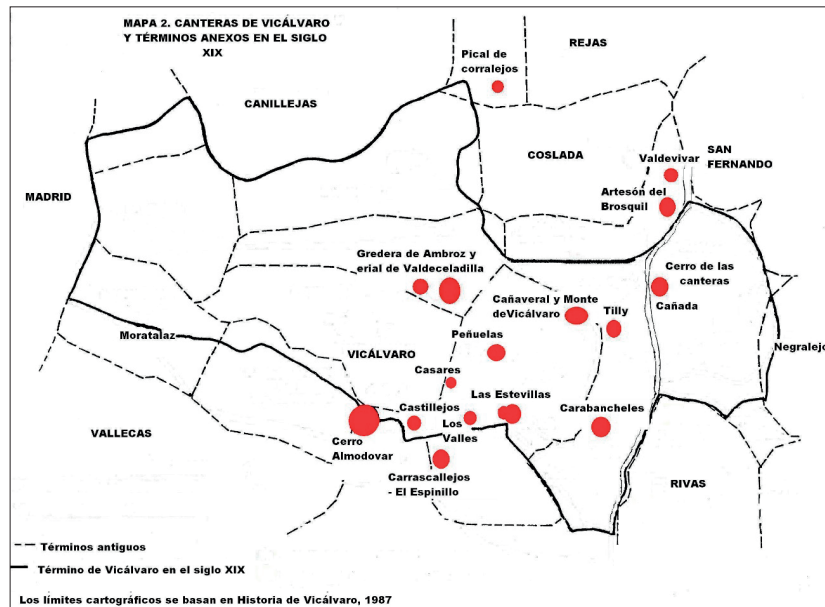 MAPA 2. CANTERAS DE VICÁLVARO
Y TÉRMINOS ANEXOS EN EL SIGLO
XIX
REJAS
Pical de
corralejos
CANILLEJAS
COSLADA
SAN
FERNANDO
Valdevivar
MADRID
Artesón del
Brosquil
Gredera de Ambroz y
erial de Valdeceladilla
Cerro de las
canteras
Cañaveral y Monte
deVicálvaro
Tilly
Cañada
Moratalaz
Peñuelas
Negralejo
VICÁLVARO
Casares
Las Estevillas
Castillejos
Los
Valles
Carabancheles
VALLECAS
Cerro
Almodovar
Carrascallejos
- El Espinillo
RIVAS
Términos antiguos
Término de Vicálvaro en el siglo XIX
Los límites cartográficos se basan en Historia de Vicálvaro, 1987